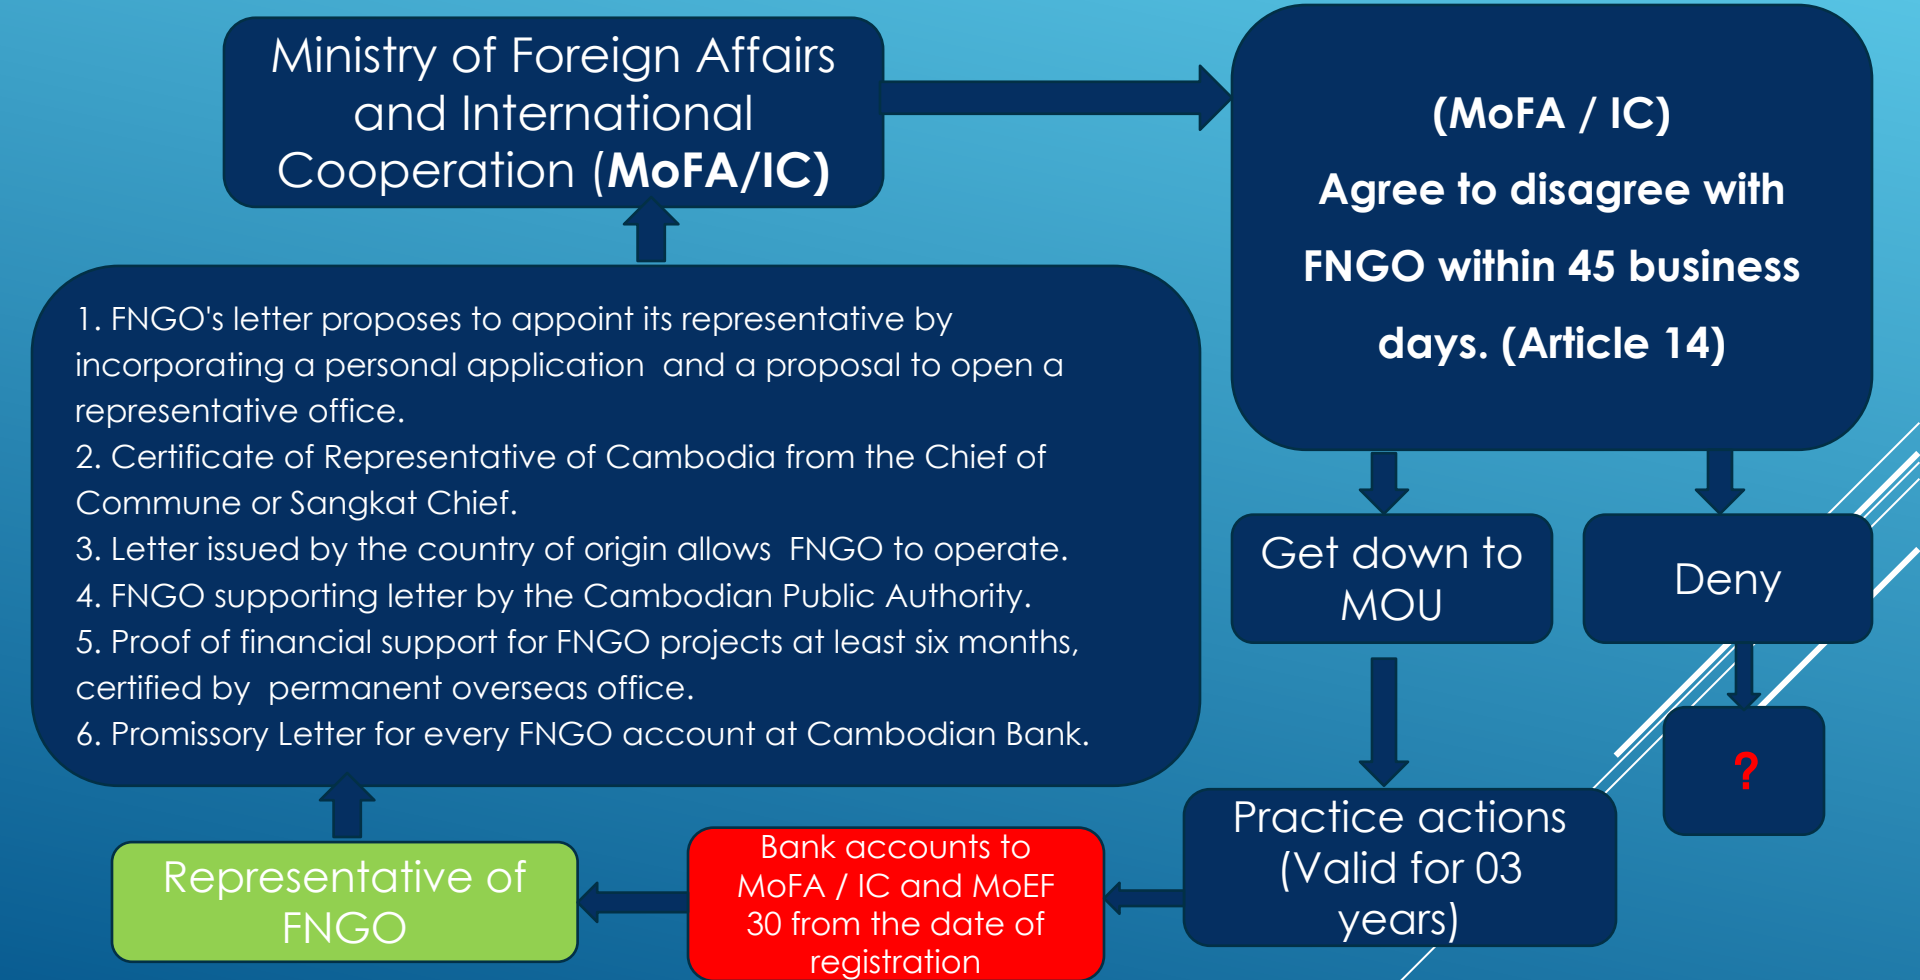 Ministry of Foreign Affairs
and International
Cooperation (MoFA/IC)
(MoFA / IC)
Agree to disagree with
FNGO within 45 business
days. (Article 14)
1. FNGO's letter proposes to appoint its representative by
incorporating a personal application and a proposal to open a
representative office.
2. Certificate of Representative of Cambodia from the Chief of
Commune or Sangkat Chief.
3. Letter issued by the country of origin allows FNGO to operate.
4. FNGO supporting letter by the Cambodian Public Authority.
5. Proof of financial support for FNGO projects at least six months,
certified by permanent overseas office.
6. Promissory Letter for every FNGO account at Cambodian Bank.
Get down to
MOU
Deny
?
Practice actions
(Valid for 03
years)
Bank accounts to
MoFA / IC and MoEF
30 from the date of
registration
Representative of
FNGO